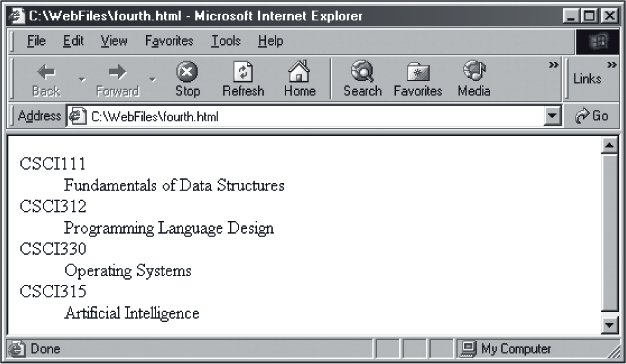 C:\WebFiles\fourth.html - Microsoft Internet Explorer
File Edit View Favorites Tools Help
Back Forward Stop Refresh Home Search Favorites Media » Links »
Address C:\WebFiles\fourth.html Go
CSCI111
Fundamentals of Data Structures
CSCI312
Programming Language Design
CSCI330
Operating Systems
CSCI315
Artificial Intelligence
Done My Computer